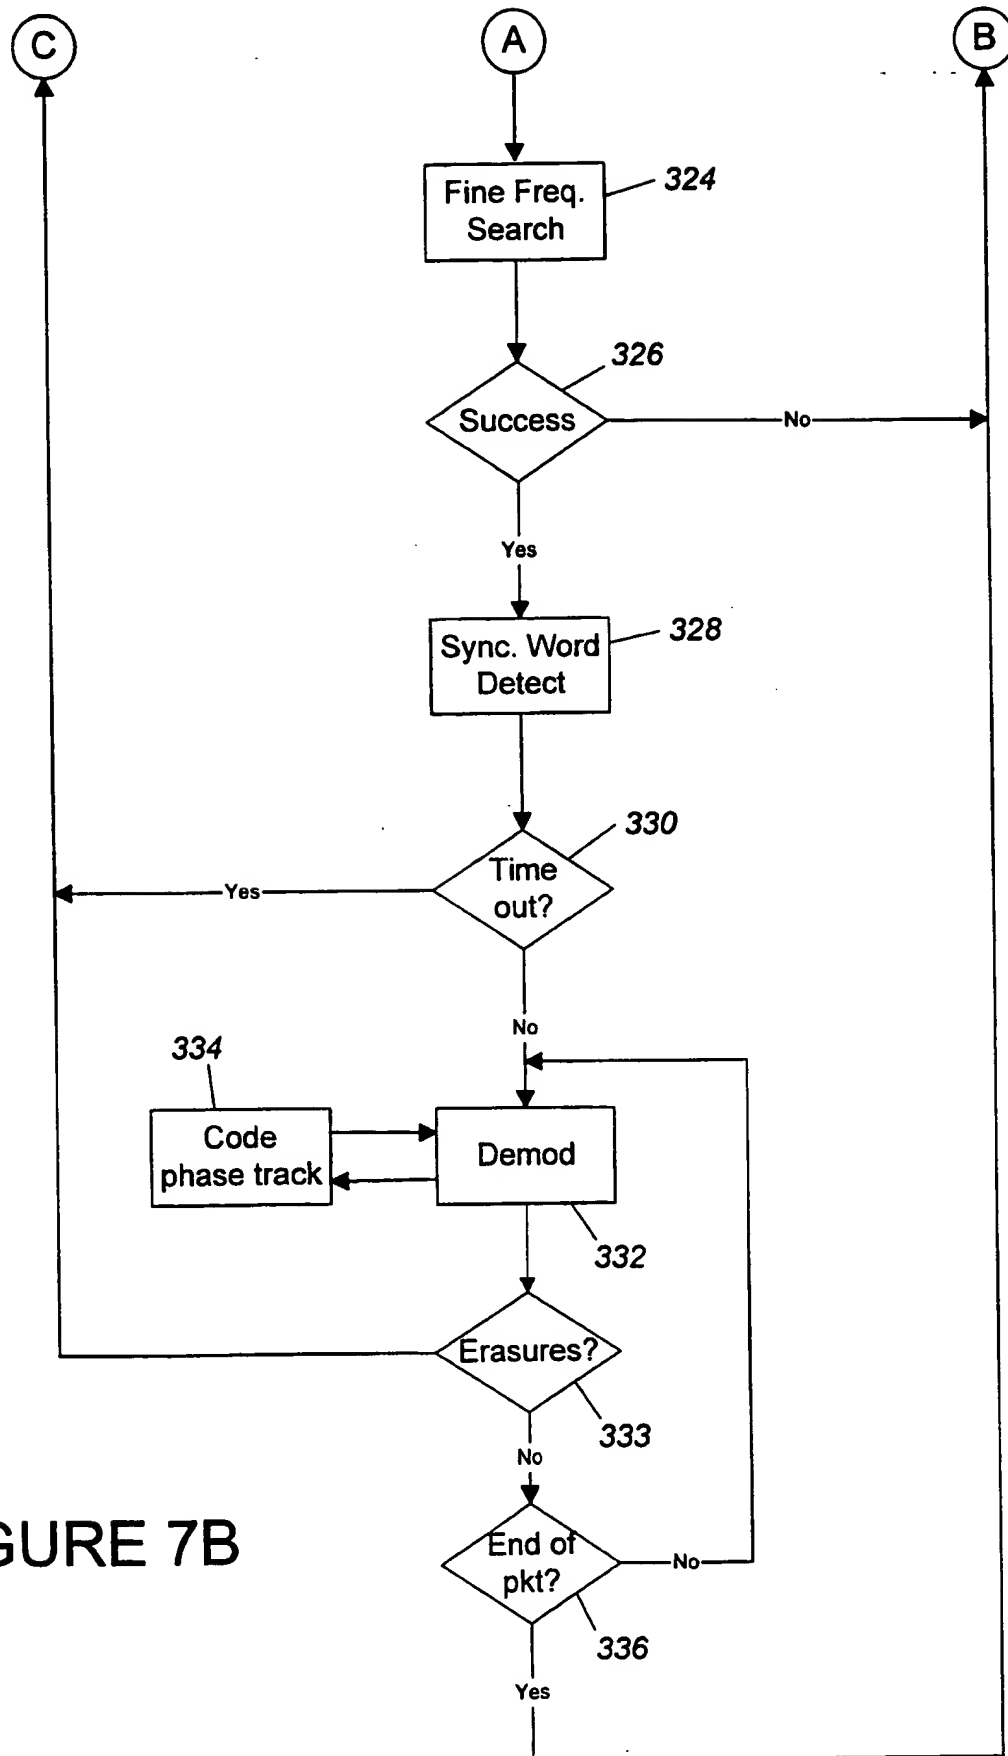 C
A
B
Fine Freq.
Search
324
326
Success
No
Yes
Sync. Word
Detect
328
330
Time
out?
Yes
No
334
Code
phase track
Demod
332
Erasures?
333
No
End of
pkt?
No
336
Yes
GURE 7B